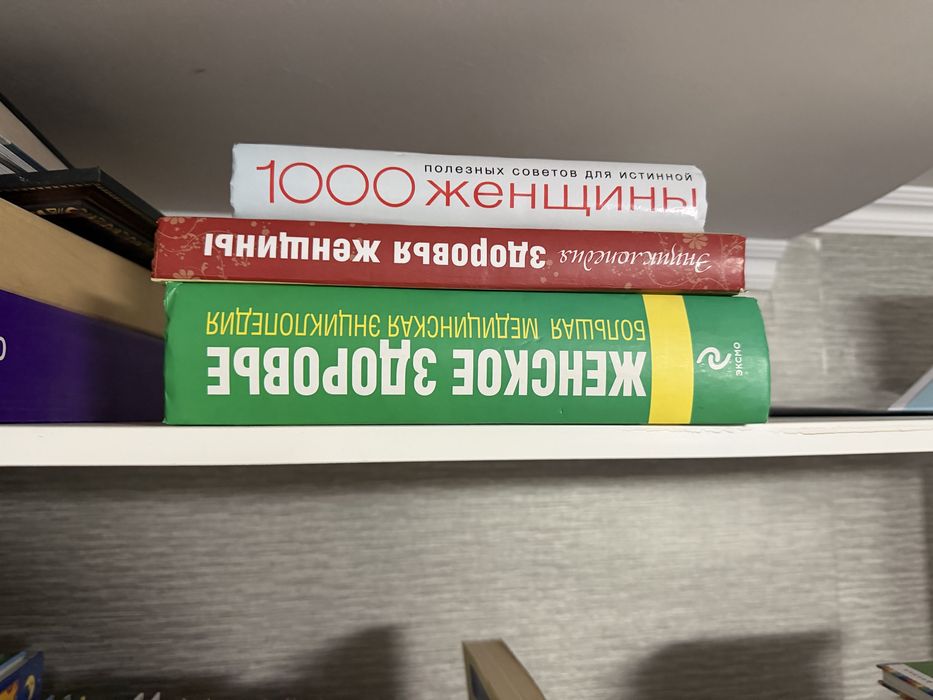 полезных советов для истинной
1000 женщины
Энциклопедия ЗДОРОВЬЯ ЖЕНЩИНЫ
БОЛЬШАЯ МЕДИЦИНСКАЯ ЭНЦИКЛОПЕДИЯ
ЖЕНСКОЕ ЗДОРОВЬЕ
ЭКСМО